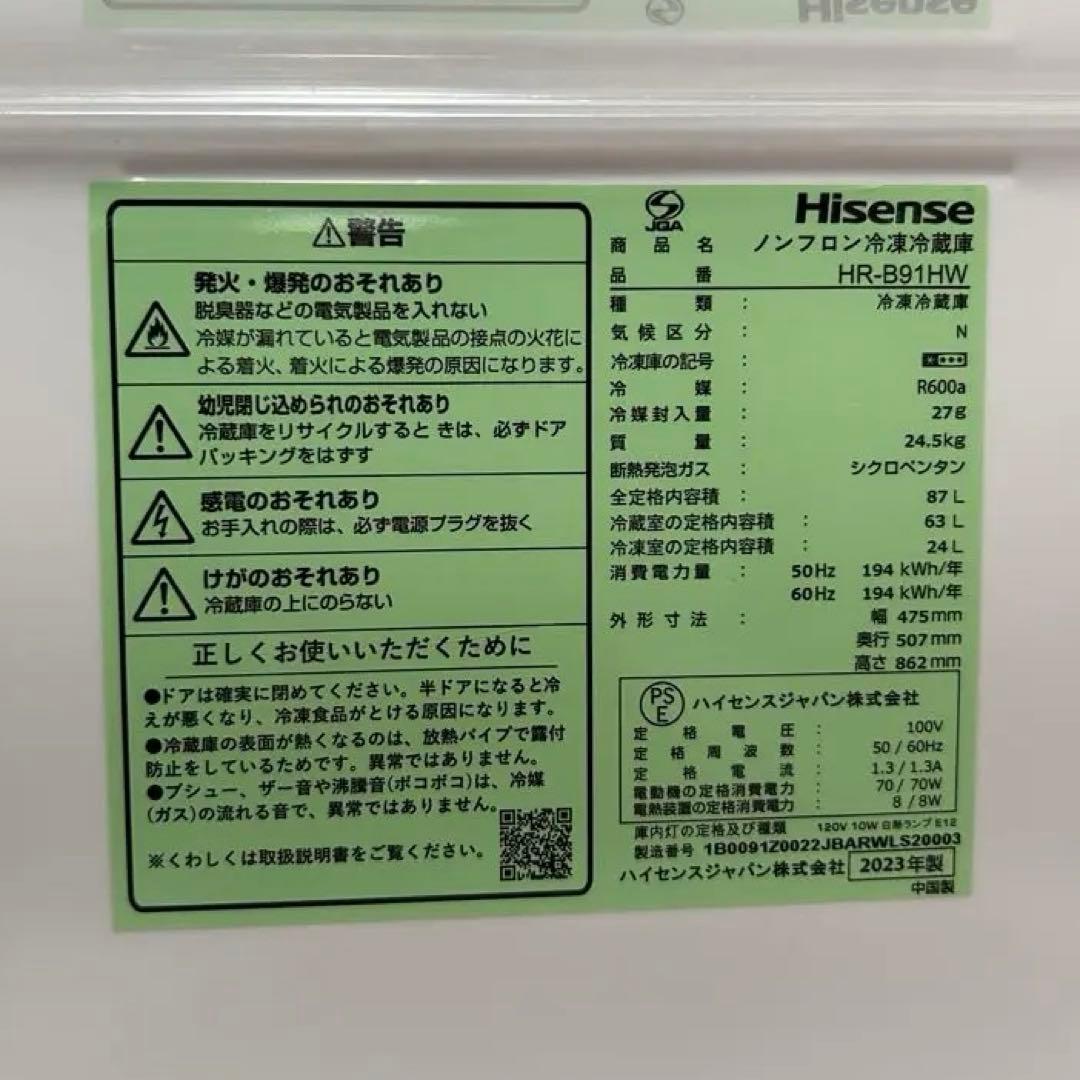 Hisense
警告
発火・爆発のおそれあり
脱臭器などの電気製品を入れない
冷媒が漏れていると電気製品の接点の火花に
よる着火、着火による爆発の原因になります。
幼児閉じ込められのおそれあり
冷蔵庫をリサイクルすると きは、必ずドア
パッキングをはずす
感電のおそれあり
お手入れの際は、必ず電源プラグを抜く
けがのおそれあり
冷蔵庫の上にのらない
正しくお使いいただくために
●ドアは確実に閉めてください。半ドアになると冷
えが悪くなり、冷凍食品がとける原因になります。
●冷蔵庫の表面が熱くなるのは、放熱パイプで露付
防止をしているためです。異常ではありません。
●プシュー、ザー音や沸騰音(ポコポコ)は、冷媒
(ガス)の流れる音で、異常ではありません。
※くわしくは取扱説明書をご覧ください。
JQA
Hisense
商品名 ノンフロン冷凍冷蔵庫
品番 HR-B91HW
種類 : 冷凍冷蔵庫
気候区分 : N
冷凍庫の記号 :
冷媒 : R600a
冷媒封入量 : 27g
質量 : 24.5kg
断熱発泡ガス : シクロペンタン
全定格内容積 : 87 L
冷蔵室の定格内容積 : 63 L
冷凍室の定格内容積 : 24 L
消費電力量 : 50Hz 194 kWh/年
60Hz 194 kWh/年
外形寸法 : 幅 475mm
奥行 507mm
高さ 862mm
PS E ハイセンスジャパン株式会社
定格電圧 : 100V
定格周波数 : 50 / 60Hz
定格電流 : 1.3 / 1.3A
電動機の定格消費電力 : 70 / 70W
電熱装置の定格消費電力 : 8 / 8W
庫内灯の定格及び種類 120V 10W 白熱ランプ E12
製造番号 1B0091Z0022JBARWLS20003
ハイセンスジャパン株式会社 2023年製
中国製